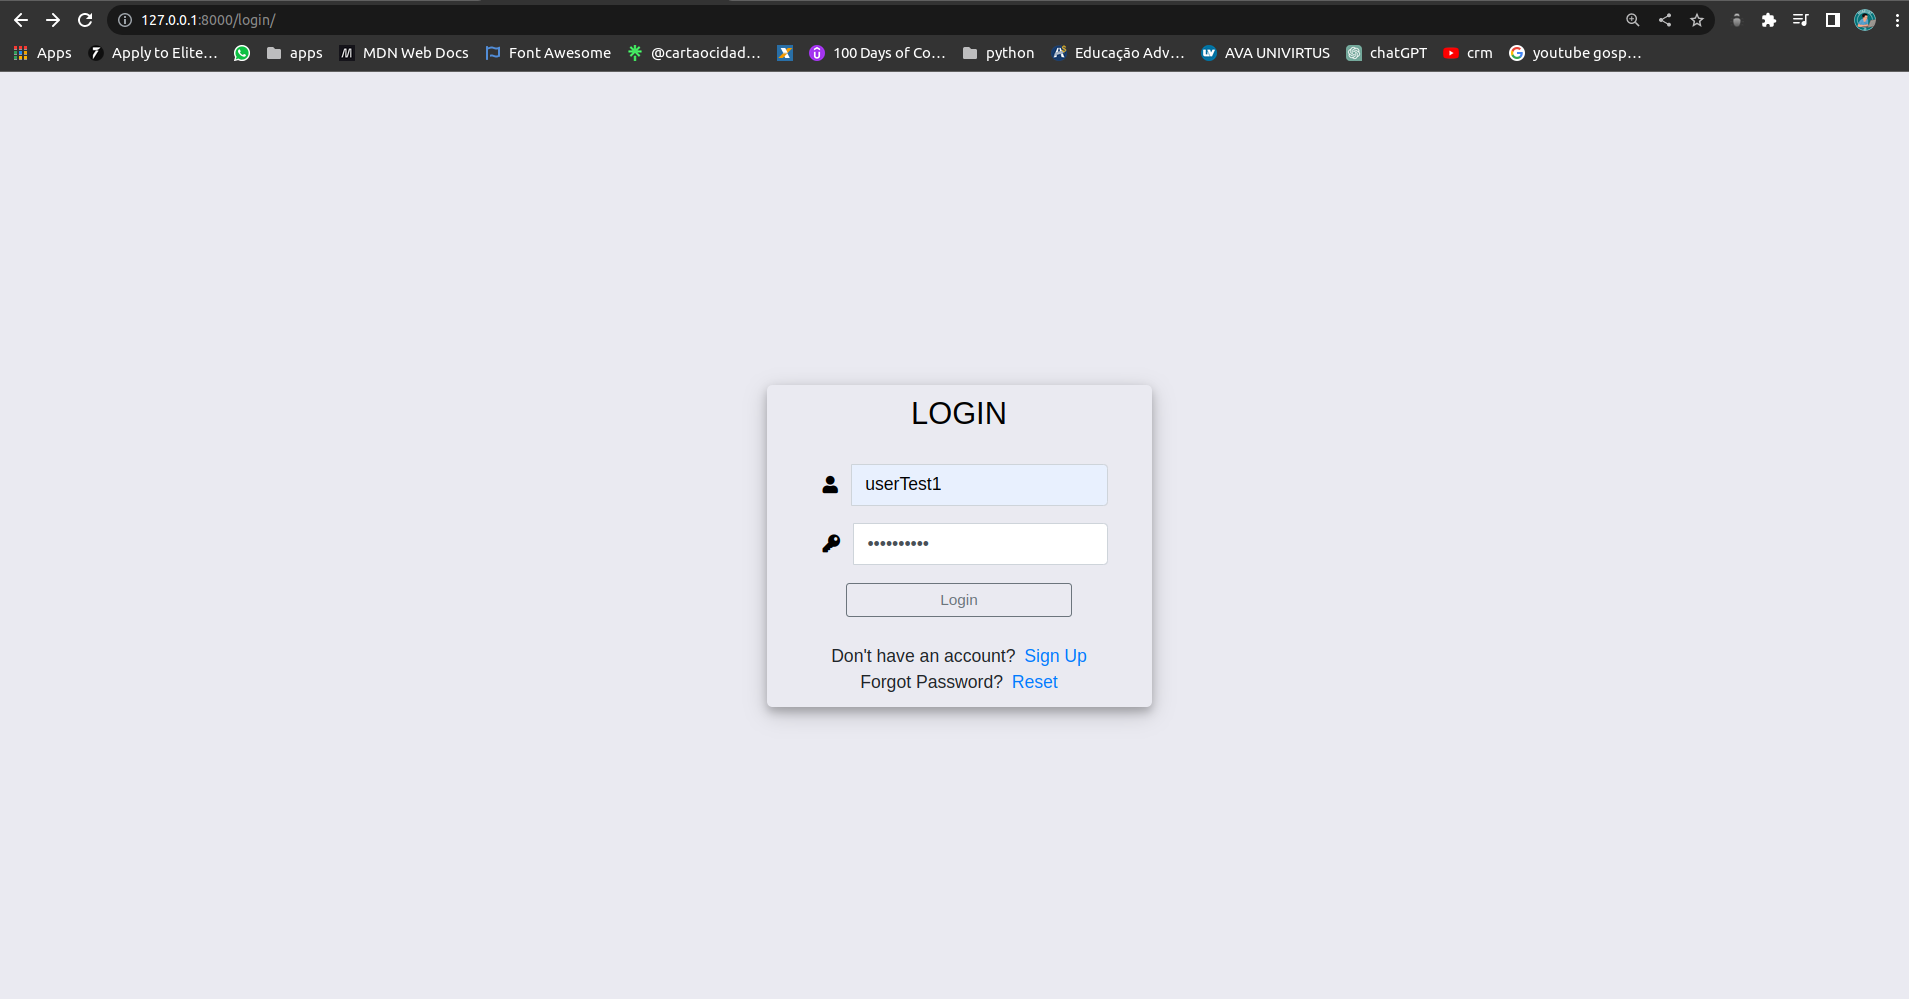 127.0.0.1:8000/login/
Apps Apply to Elite... apps MDN Web Docs Font Awesome @cartaocidad... 100 Days of Co... python Educação Adv... AVA UNIVIRTUS chatGPT crm youtube gosp...
LOGIN
userTest1
••••••••••
Login
Don't have an account? Sign Up
Forgot Password? Reset